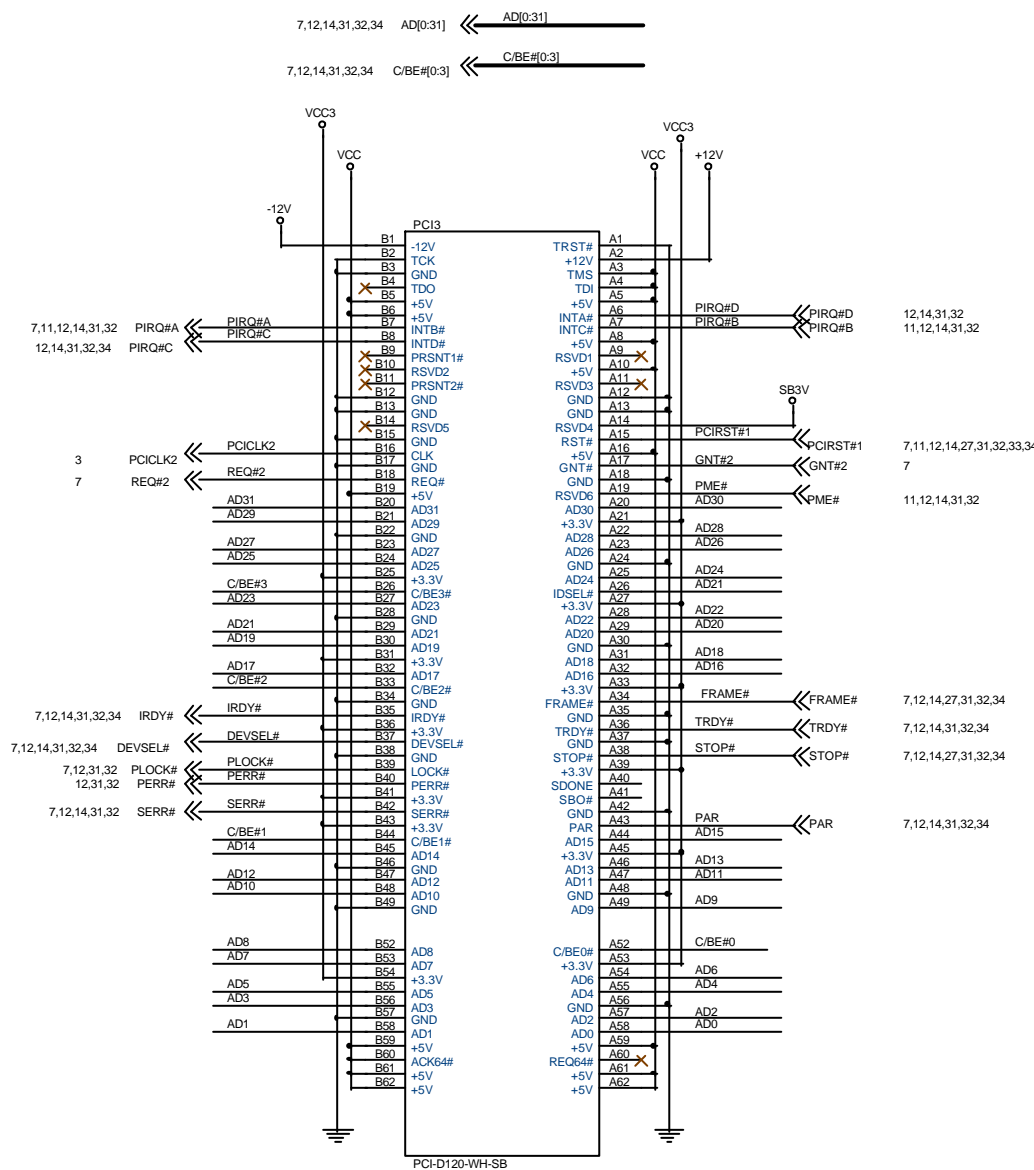 7,12,14,31,32,34 AD[0:31] AD[0:31]
7,12,14,31,32,34 C/BE#[0:3] C/BE#[0:3]
VCC3 VCC3
VCC VCC +12V
-12V
PCI3
B1 -12V TRST# A1
B2 TCK +12V A2
B3 GND TMS A3
B4 TDO TDI A4
B5 +5V +5V A5
B6 +5V INTA# A6 PIRQ#D PIRQ#D 12,14,31,32
7,11,12,14,31,32 PIRQ#A PIRQ#A B7 INTB# INTC# A7 PIRQ#B PIRQ#B 11,12,14,31,32
12,14,31,32,34 PIRQ#C PIRQ#C B8 INTD# +5V A8
B9 PRSNT1# RSVD1 A9
B10 RSVD2 +5V A10
B11 PRSNT2# RSVD3 A11
B12 GND GND A12
B13 GND GND A13
SB3V
B14 RSVD5 RSVD4 A14
B15 GND RST# A15 PCIRST#1 PCIRST#1 7,11,12,14,27,31,32,33,34
3 PCICLK2 PCICLK2 B16 CLK +5V A16
B17 GND GNT# A17 GNT#2 GNT#2 7
7 REQ#2 REQ#2 B18 REQ# GND A18
B19 +5V RSVD6 A19 PME# PME# 11,12,14,31,32
AD31 B20 AD31 AD30 A20 AD30
AD29 B21 AD29 +3.3V A21
B22 GND AD28 A22 AD28
AD27 B23 AD27 AD26 A23 AD26
AD25 B24 AD25 GND A24
B25 +3.3V AD24 A25 AD24
C/BE#3 B26 C/BE3# IDSEL# A26 AD21
AD23 B27 AD23 +3.3V A27
B28 GND AD22 A28 AD22
AD21 B29 AD21 AD20 A29 AD20
AD19 B30 AD19 GND A30
B31 +3.3V AD18 A31 AD18
AD17 B32 AD17 AD16 A32 AD16
C/BE#2 B33 C/BE2# +3.3V A33
B34 GND FRAME# A34 FRAME# FRAME# 7,12,14,27,31,32,34
7,12,14,31,32,34 IRDY# IRDY# B35 IRDY# GND A35
B36 +3.3V TRDY# A36 TRDY# TRDY# 7,12,14,31,32,34
7,12,14,31,32,34 DEVSEL# DEVSEL# B37 DEVSEL# GND A37
B38 GND STOP# A38 STOP# STOP# 7,12,14,27,31,32,34
7,12,31,32 PLOCK# PLOCK# B39 LOCK# +3.3V A39
12,31,32 PERR# PERR# B40 PERR# SDONE A40
B41 +3.3V SBO# A41
7,12,14,31,32 SERR# SERR# B42 SERR# GND A42
B43 +3.3V PAR A43 PAR PAR 7,12,14,31,32,34
C/BE#1 B44 C/BE1# AD15 A44 AD15
AD14 B45 AD14 +3.3V A45
B46 GND AD13 A46 AD13
AD12 B47 AD12 AD11 A47 AD11
AD10 B48 AD10 GND A48
B49 GND AD9 A49 AD9
AD8 B52 AD8 C/BE0# A52 C/BE#0
AD7 B53 AD7 +3.3V A53
B54 +3.3V AD6 A54 AD6
AD5 B55 AD5 AD4 A55 AD4
AD3 B56 AD3 GND A56
B57 GND AD2 A57 AD2
AD1 B58 AD1 AD0 A58 AD0
B59 +5V +5V A59
B60 ACK64# REQ64# A60
B61 +5V +5V A61
B62 +5V +5V A62
PCI-D120-WH-SB